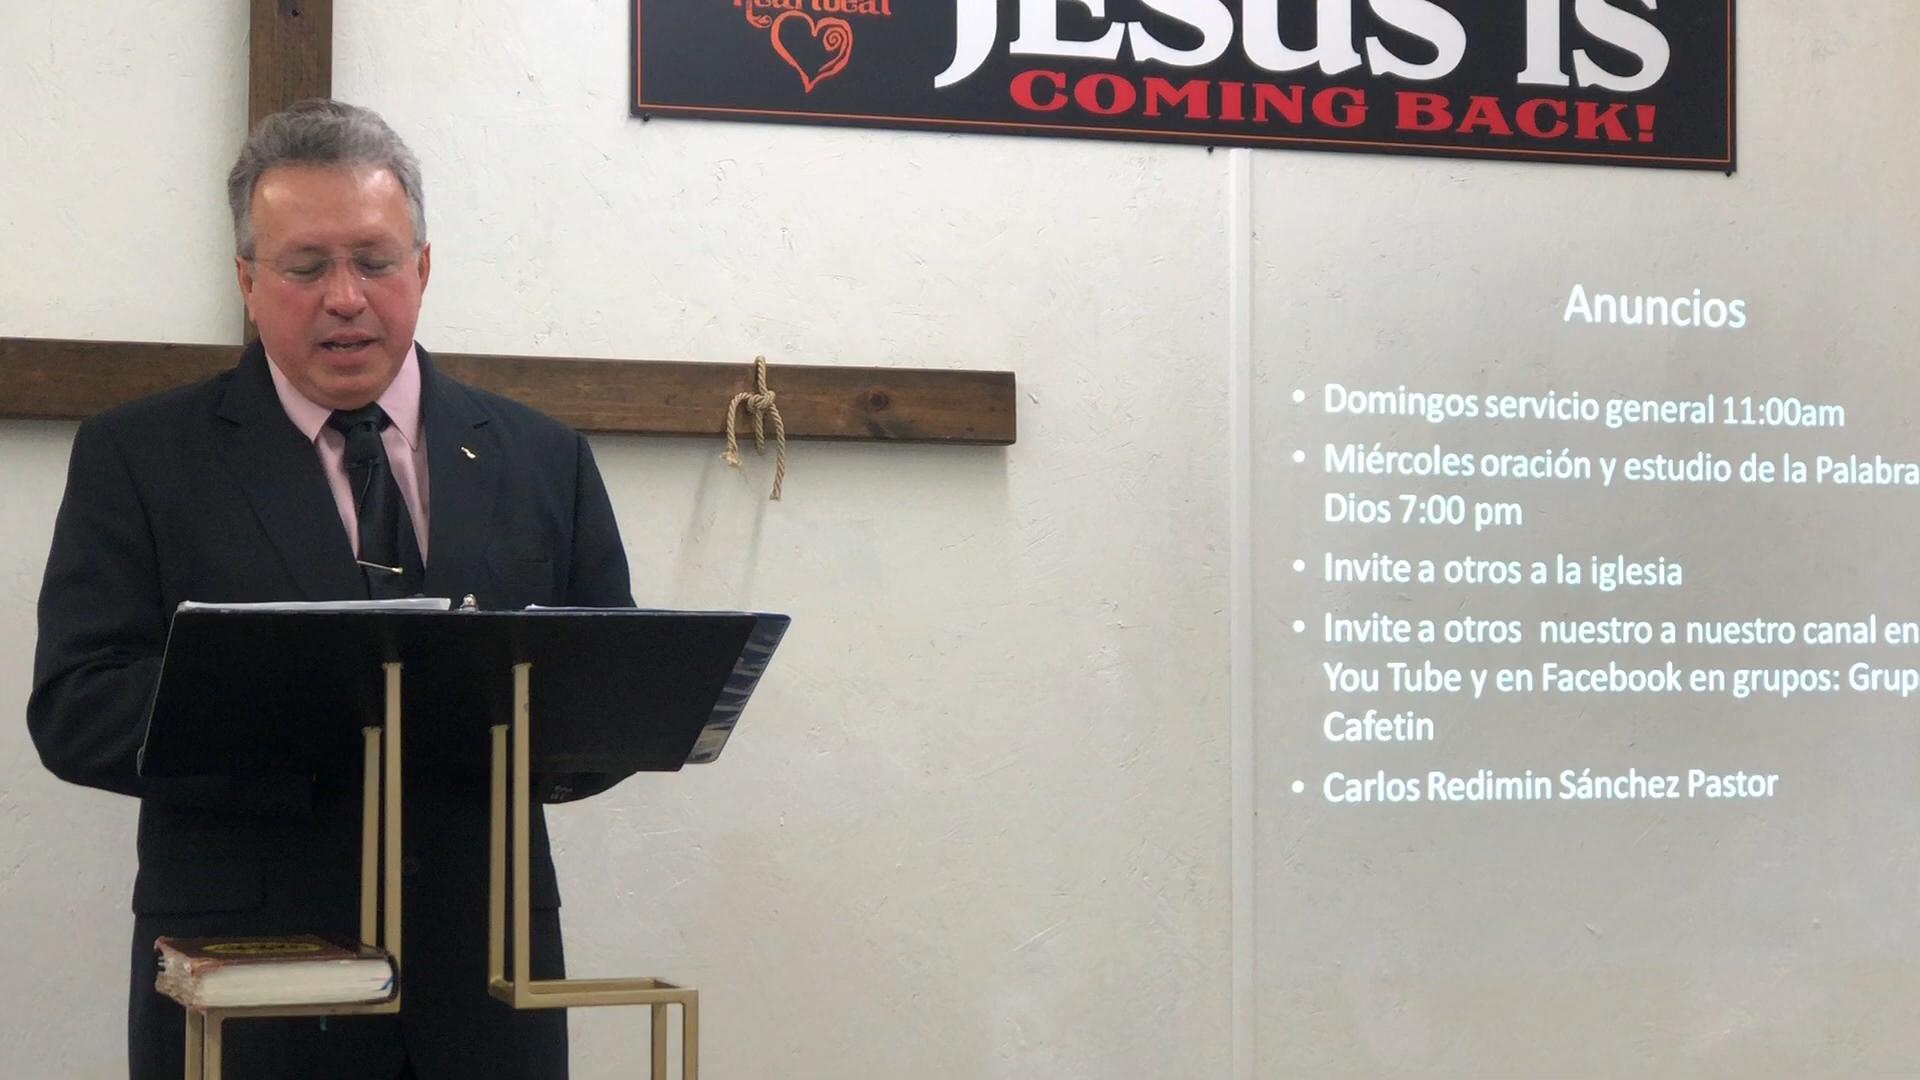 Heartbeat
JESUS IS
COMING BACK!
Anuncios
• Domingos servicio general 11:00am
• Miércoles oración y estudio de la Palabra
Dios 7:00 pm
• Invite a otros a la iglesia
• Invite a otros nuestro a nuestro canal en
You Tube y en Facebook en grupos: Grup
Cafetin
• Carlos Redimin Sánchez Pastor